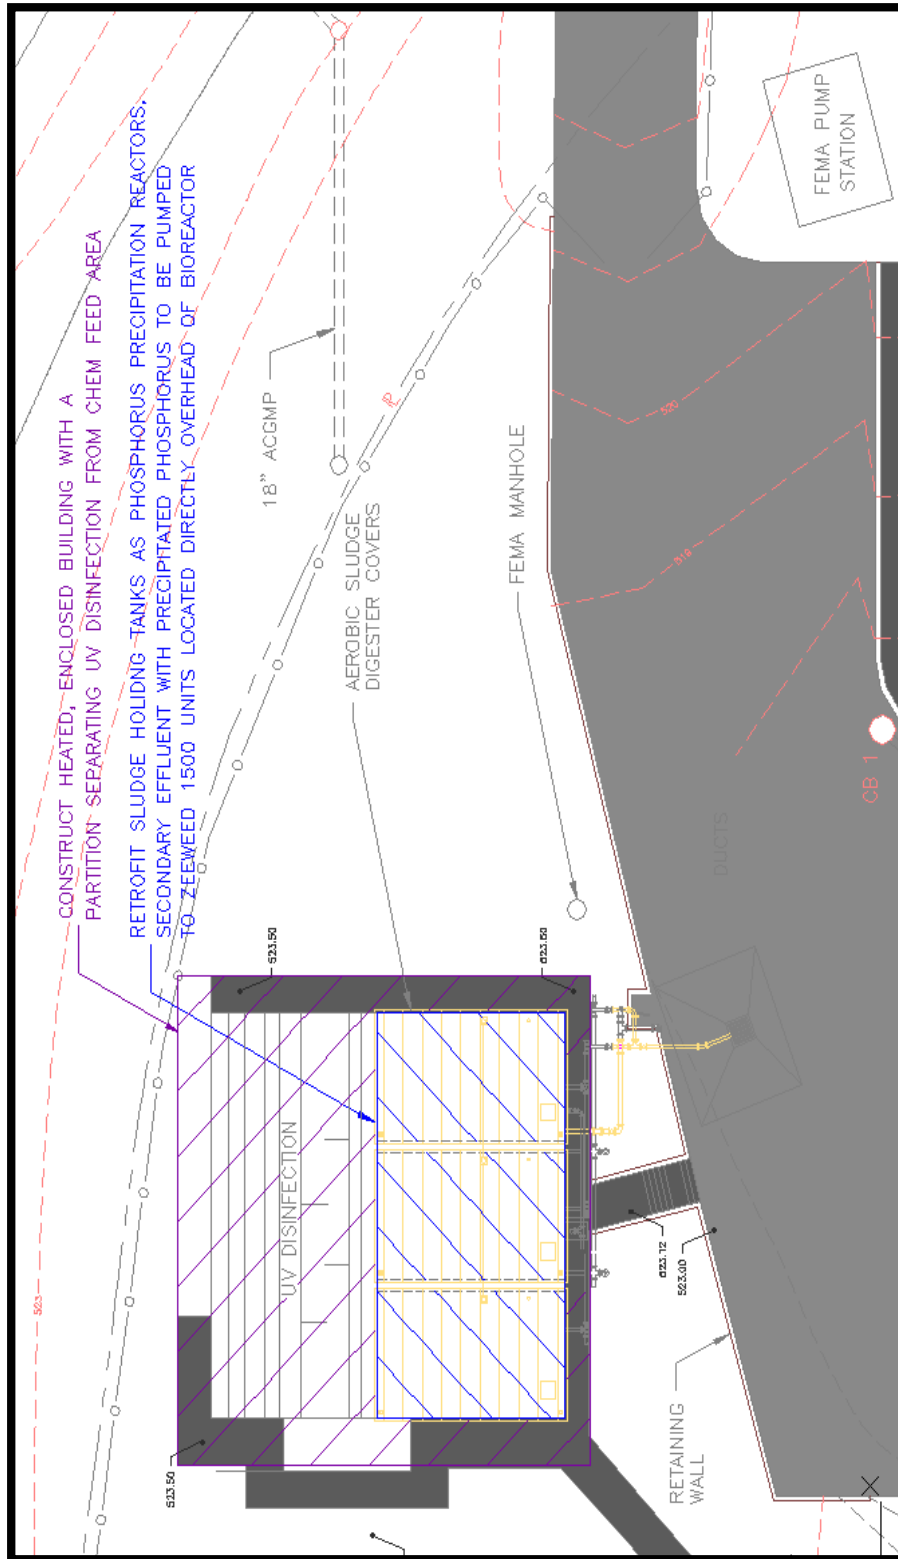 CONSTRUCT HEATED, ENCLOSED BUILDING WITH A
PARTITION SEPARATING UV DISINFECTION FROM CHEM FEED AREA
RETROFIT SLUDGE HOLIDNG TANKS AS PHOSPHORUS PRECIPITATION REACTORS,
SECONDARY EFFLUENT WITH PRECIPITATED PHOSPHORUS TO BE PUMPED
TO ZEEWEED 1500 UNITS LOCATED DIRECTLY OVERHEAD OF BIOREACTOR
18" ACGMP
AEROBIC SLUDGE
DIGESTER COVERS
FEMA MANHOLE
FEMA PUMP
STATION
520
519
CB 1
DUCTS
523.50
523.50
UV DISINFECTION
523
523.12
523.00
523.50
RETAINING
WALL